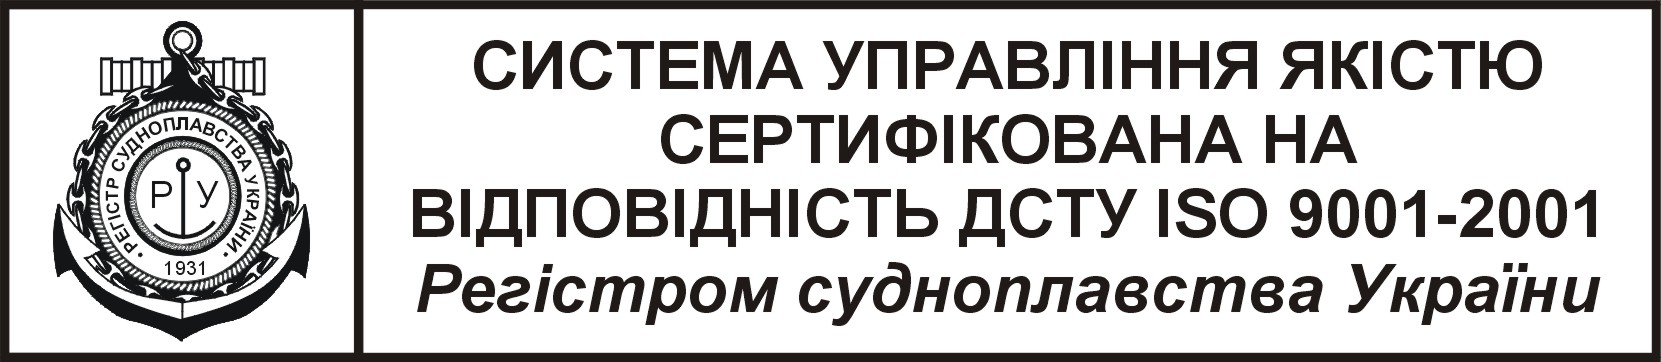 РЕГІСТР СУДНОПЛАВСТВА УКРАЇНИ
Р У
1931
СИСТЕМА УПРАВЛІННЯ ЯКІСТЮ
СЕРТИФІКОВАНА НА
ВІДПОВІДНІСТЬ ДСТУ ISO 9001-2001
Регістром судноплавства України